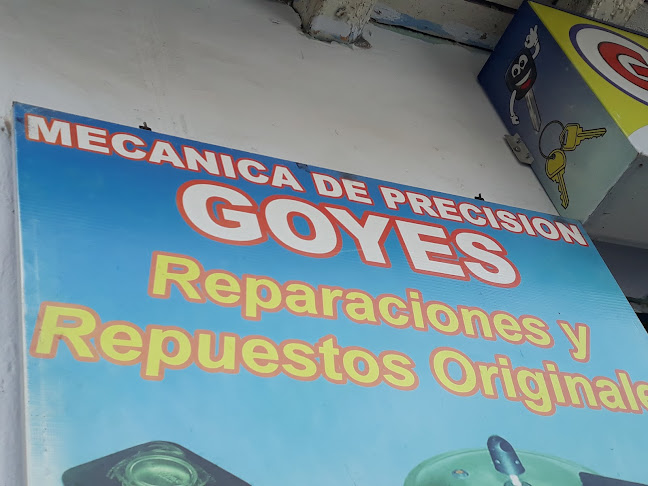 MECANICA DE PRECISION
GOYES
Reparaciones y
Repuestos Originale
G